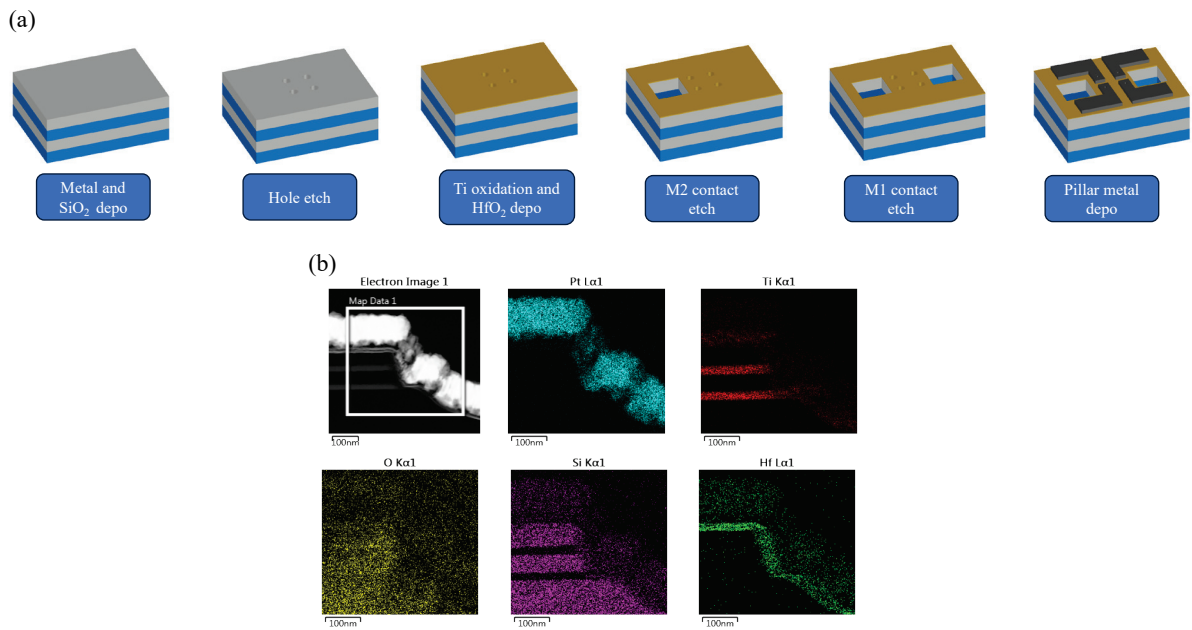 (a)
Metal and
SiO₂ depo
Hole etch
Ti oxidation and
HfO₂ depo
M2 contact
etch
M1 contact
etch
Pillar metal
depo
(b)
Electron Image 1
Map Data 1
100nm
Pt Lα1
100nm
Ti Kα1
100nm
O Kα1
100nm
Si Kα1
100nm
Hf Lα1
100nm